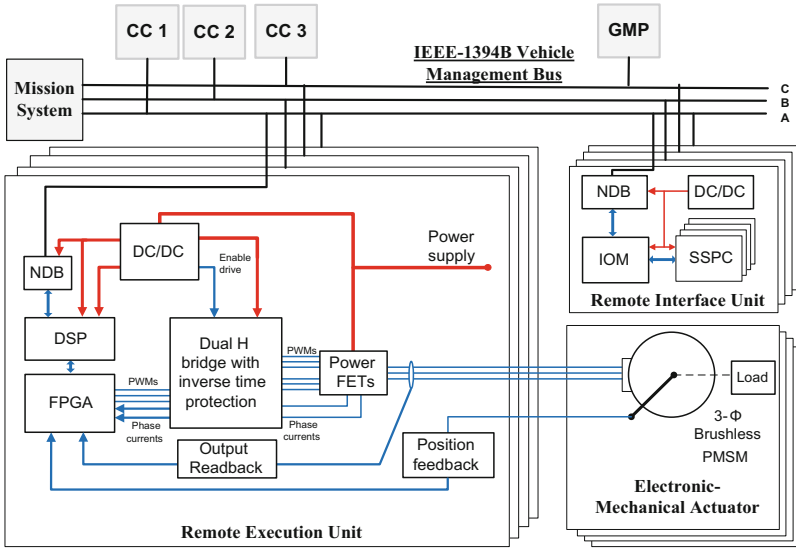 CC 1
CC 2
CC 3
GMP
IEEE-1394B Vehicle
Management Bus
Mission
System
C
B
A
NDB
DC/DC
Enable
drive
Power
supply
DSP
FPGA
PWMs
Phase
currents
Dual H
bridge with
inverse time
protection
PWMs
Phase
currents
Power
FETs
Output
Readback
Position
feedback
Remote Execution Unit
NDB
DC/DC
IOM
SSPC
Remote Interface Unit
Load
3-Φ
Brushless
PMSM
Electronic-
Mechanical Actuator